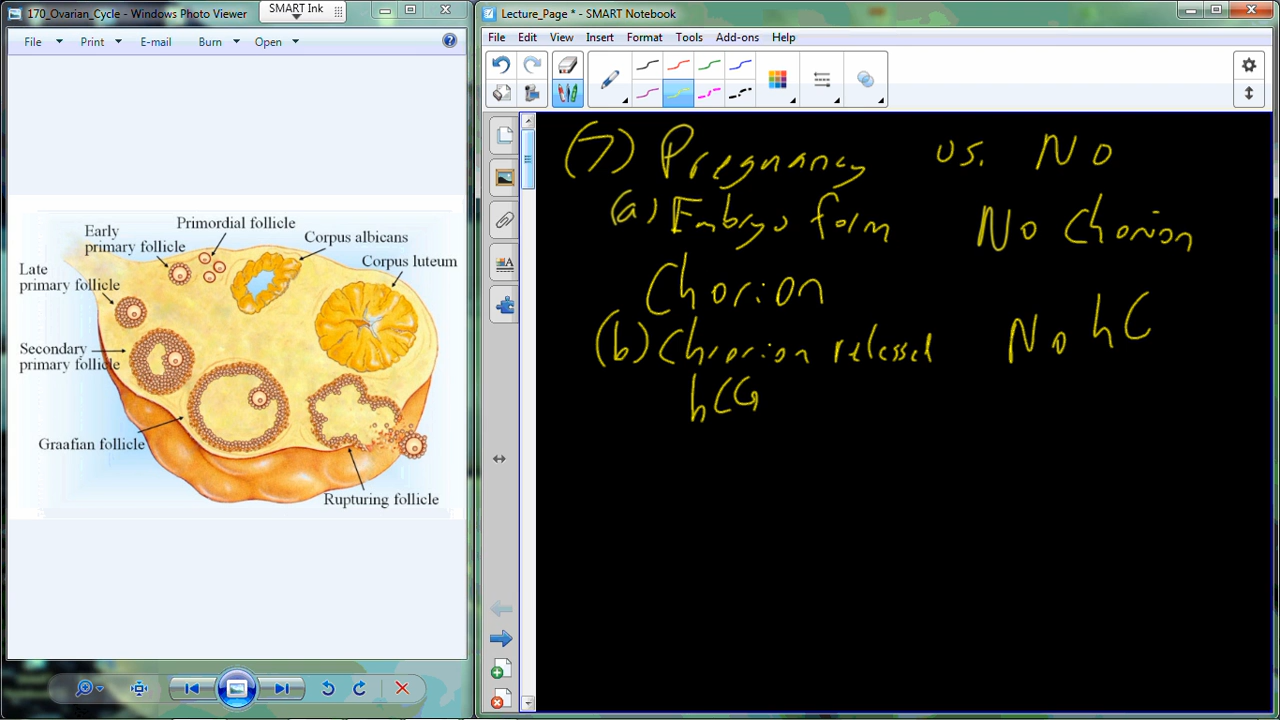 170_Ovarian_Cycle - Windows Photo Viewer
SMART Ink
File Print E-mail Burn Open
Early
primary follicle
Primordial follicle
Corpus albicans
Corpus luteum
Late
primary follicle
Secondary
primary follicle
Graafian follicle
Rupturing follicle
Lecture_Page * - SMART Notebook
File Edit View Insert Format Tools Add-ons Help
(7) Pregnancy vs. No
(a) Embryo form No Chorion
Chorion
(b) Chrorion relessed No hC
hCG